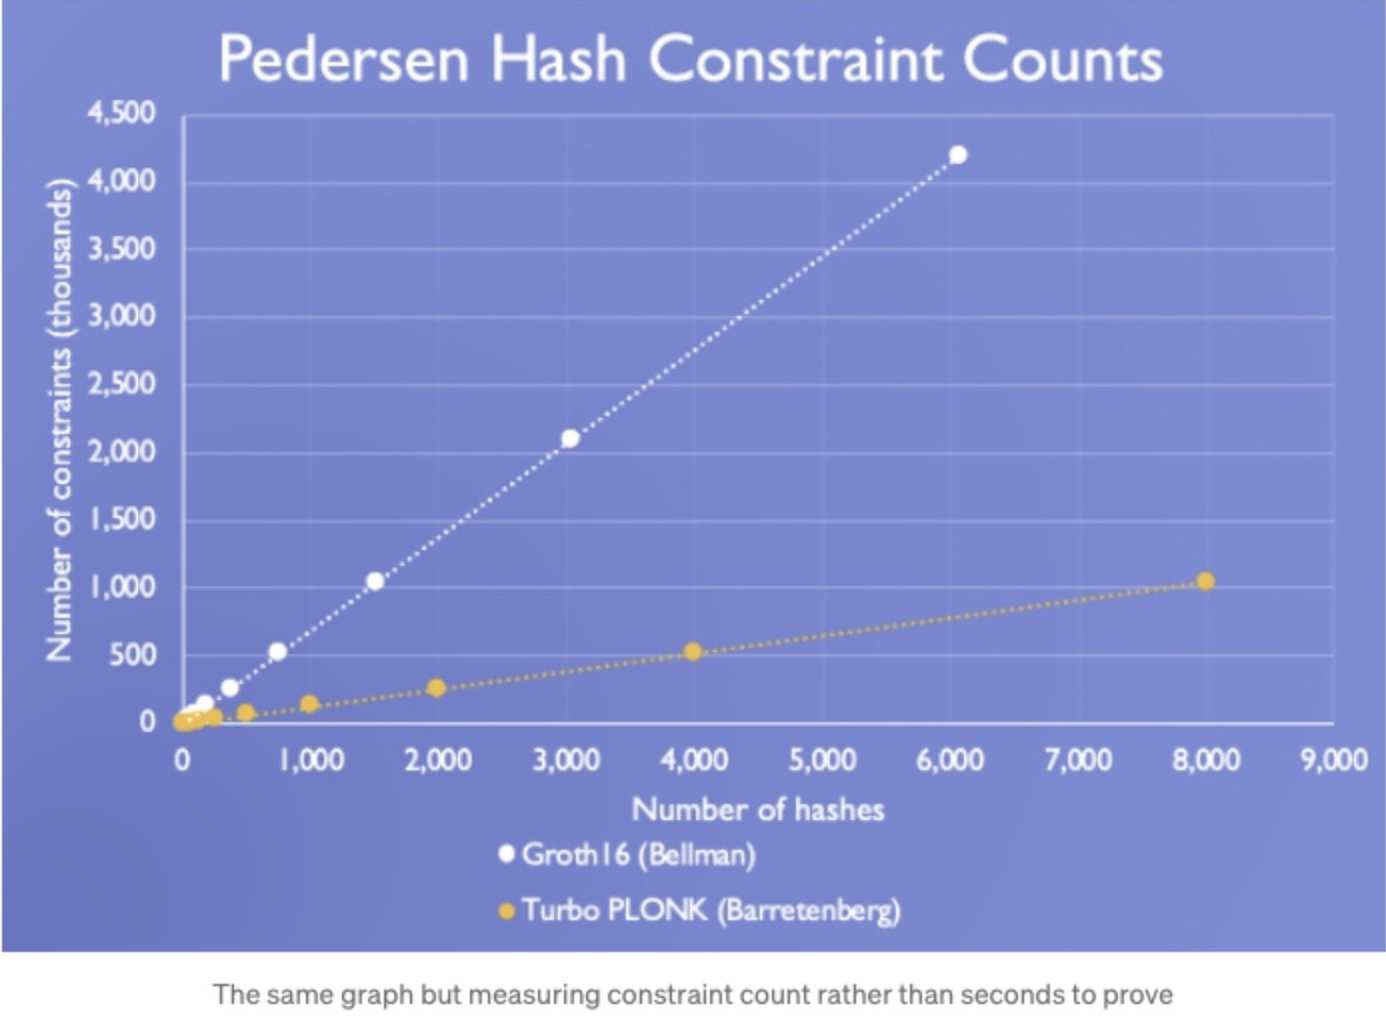 Pedersen Hash Constraint Counts
Number of constraints (thousands)
4,500
4,000
3,500
3,000
2,500
2,000
1,500
1,000
500
0
0 1,000 2,000 3,000 4,000 5,000 6,000 7,000 8,000 9,000
Number of hashes
Groth16 (Bellman)
Turbo PLONK (Barretenberg)
The same graph but measuring constraint count rather than seconds to prove